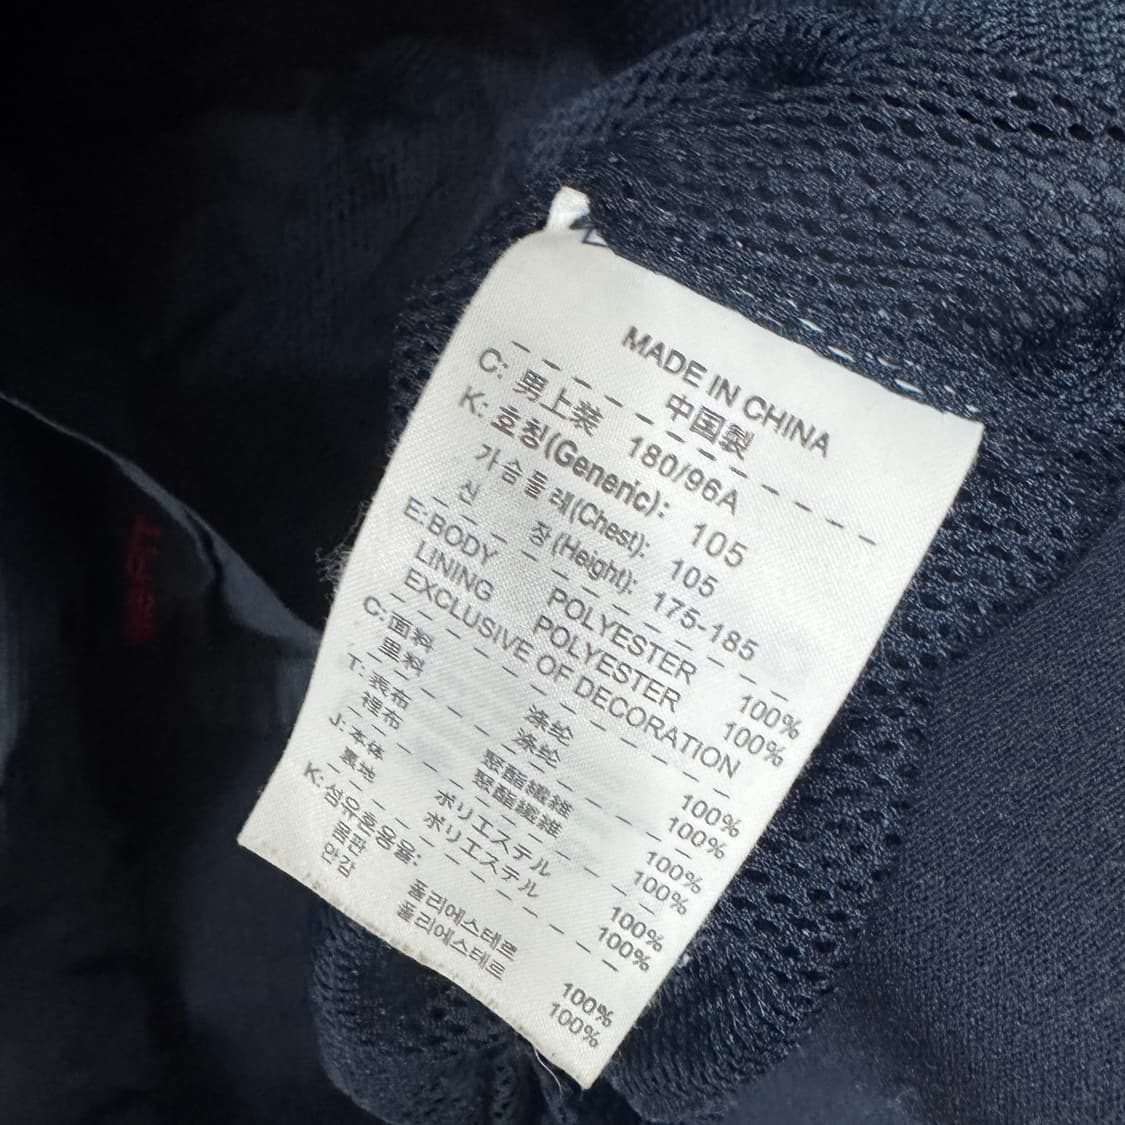 MADE IN CHINA
中国製
C: 男上装 180/96A
K: 호칭(Generic): 105
가슴둘레(Chest): 105
신 장(Height): 175-185
E: BODY POLYESTER 100%
LINING POLYESTER 100%
EXCLUSIVE OF DECORATION
C: 面料 涤纶 100%
里料 涤纶 100%
T: 表布 聚酯纖維 100%
裡布 聚酯纖維 100%
J: 本体 ポリエステル 100%
裏地 ポリエステル 100%
K: 섬유혼용율:
겉판 폴리에스테르 100%
안감 폴리에스테르 100%